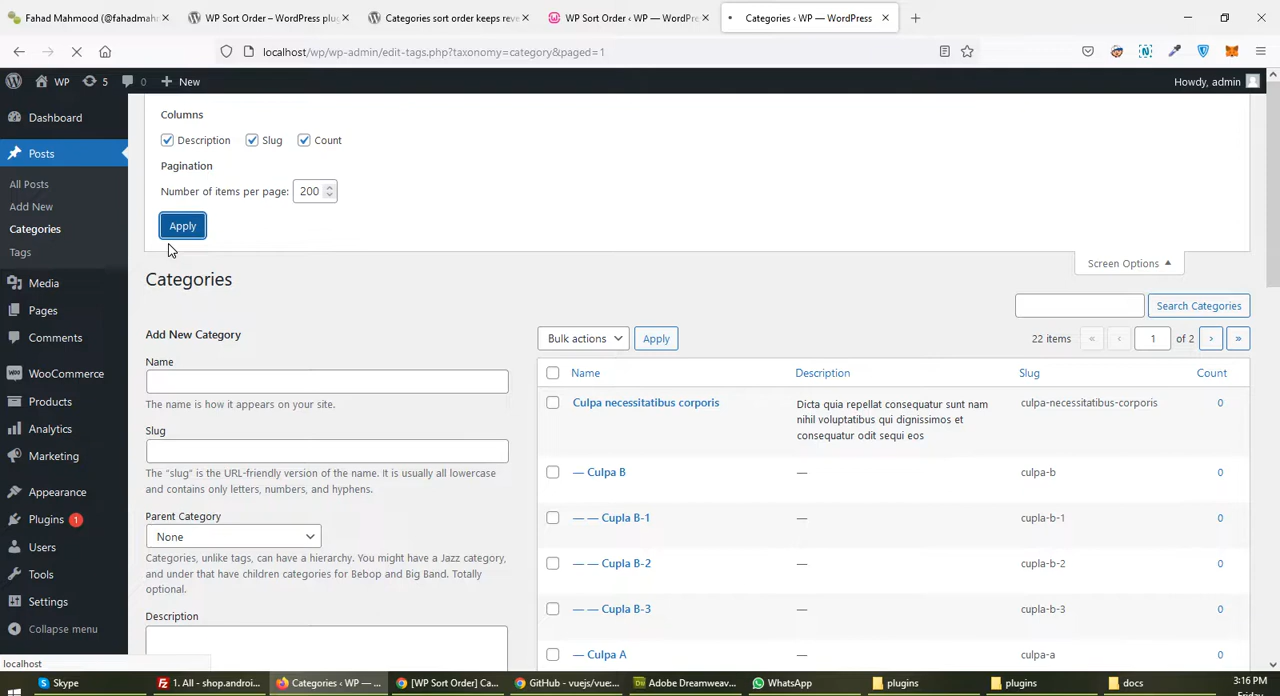 Fahad Mahmood (@fahadmah
WP Sort Order – WordPress plu
Categories sort order keeps reve
WP Sort Order ‹ WP — WordPre
Categories ‹ WP — WordPress
localhost/wp/wp-admin/edit-tags.php?taxonomy=category&paged=1
WP 5 0 New
Howdy, admin
Dashboard
Posts
All Posts
Add New
Categories
Tags
Media
Pages
Comments
WooCommerce
Products
Analytics
Marketing
Appearance
Plugins 1
Users
Tools
Settings
Collapse menu
localhost
Columns
Description Slug Count
Pagination
Number of items per page: 200
Apply
Screen Options
Categories
Search Categories
Add New Category
Name
The name is how it appears on your site.
Slug
The “slug” is the URL-friendly version of the name. It is usually all lowercase
and contains only letters, numbers, and hyphens.
Parent Category
None
Categories, unlike tags, can have a hierarchy. You might have a Jazz category,
and under that have children categories for Bebop and Big Band. Totally
optional.
Description
Bulk actions Apply
22 items « ‹ 1 of 2 › »
Name Description Slug Count
Culpa necessitatibus corporis
Dicta quia repellat consequatur sunt nam
nihil voluptatibus qui dignissimos et
consequatur odit sequi eos
culpa-necessitatibus-corporis 0
— Culpa B — culpa-b 0
— — Cupla B-1 — cupla-b-1 0
— — Cupla B-2 — cupla-b-2 0
— — Cupla B-3 — cupla-b-3 0
— Culpa A — culpa-a 0
Skype
1. All - shop.androi...
Categories ‹ WP — ...
[WP Sort Order] Ca...
GitHub - vuejs/vue:...
Adobe Dreamweav...
WhatsApp
plugins
plugins
docs
3:16 PM
Friday